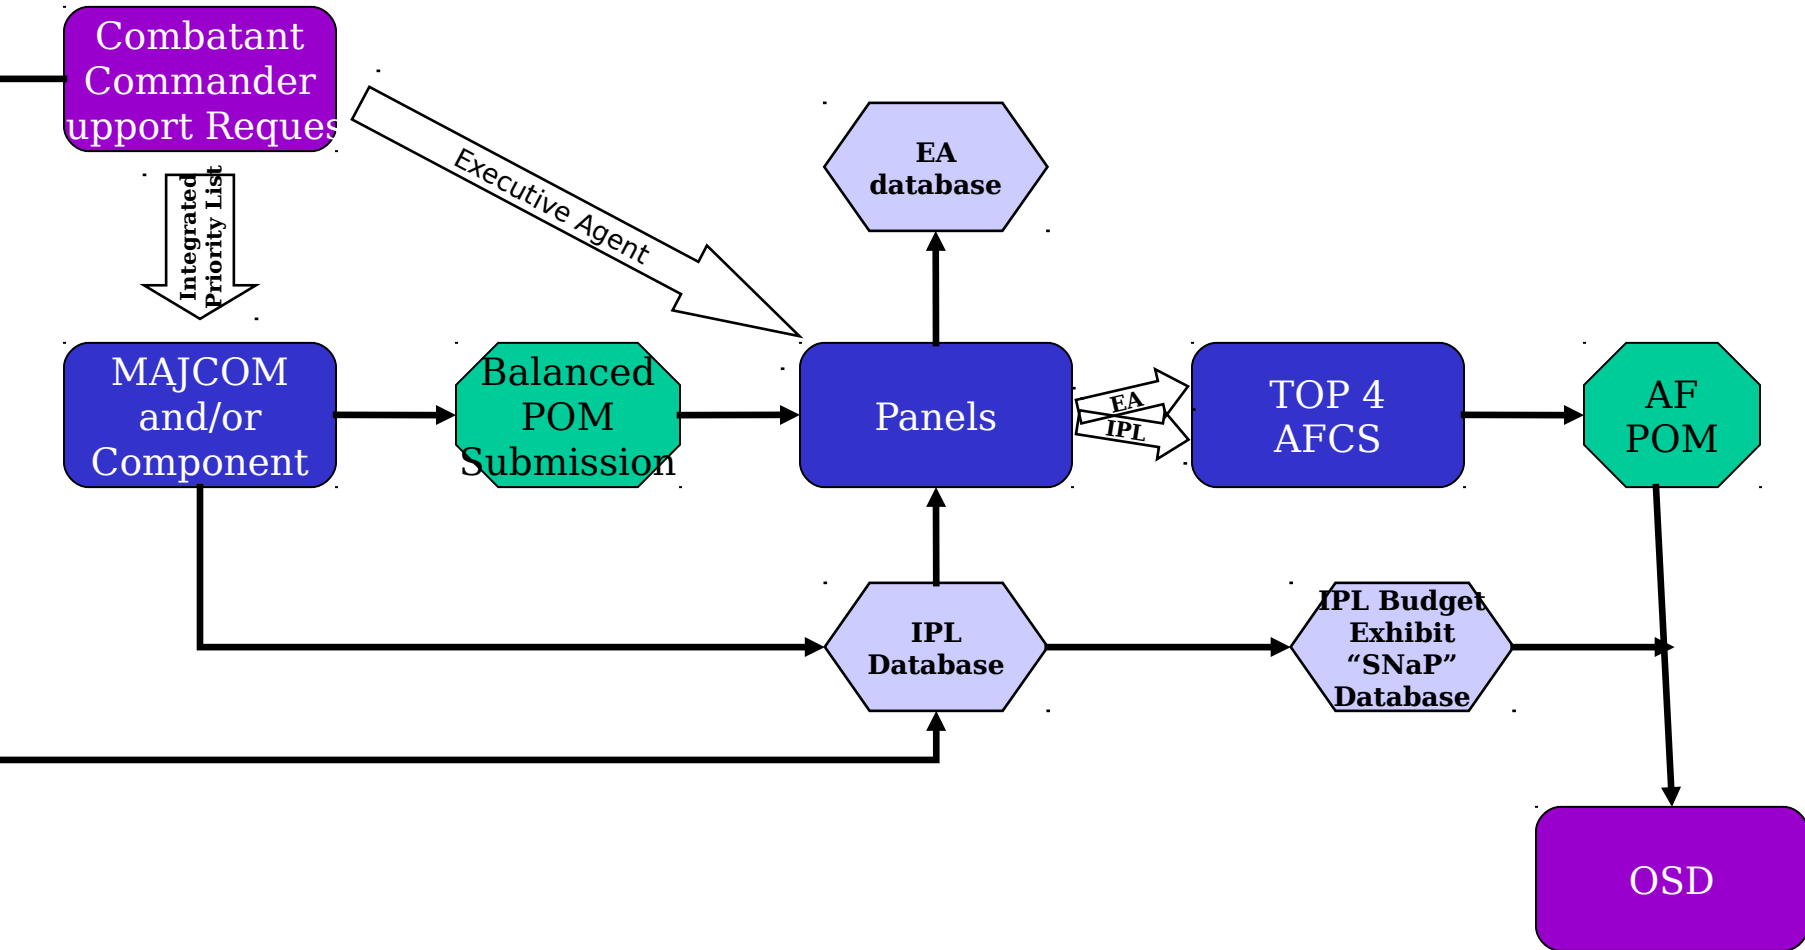 Combatant
Commander
upport Reques
Integrated
Priority List
Executive Agent
EA
database
MAJCOM
and/or
Component
Balanced
POM
Submission
Panels
EA
IPL
TOP 4
AFCS
AF
POM
IPL
Database
IPL Budget
Exhibit
“SNaP”
Database
OSD